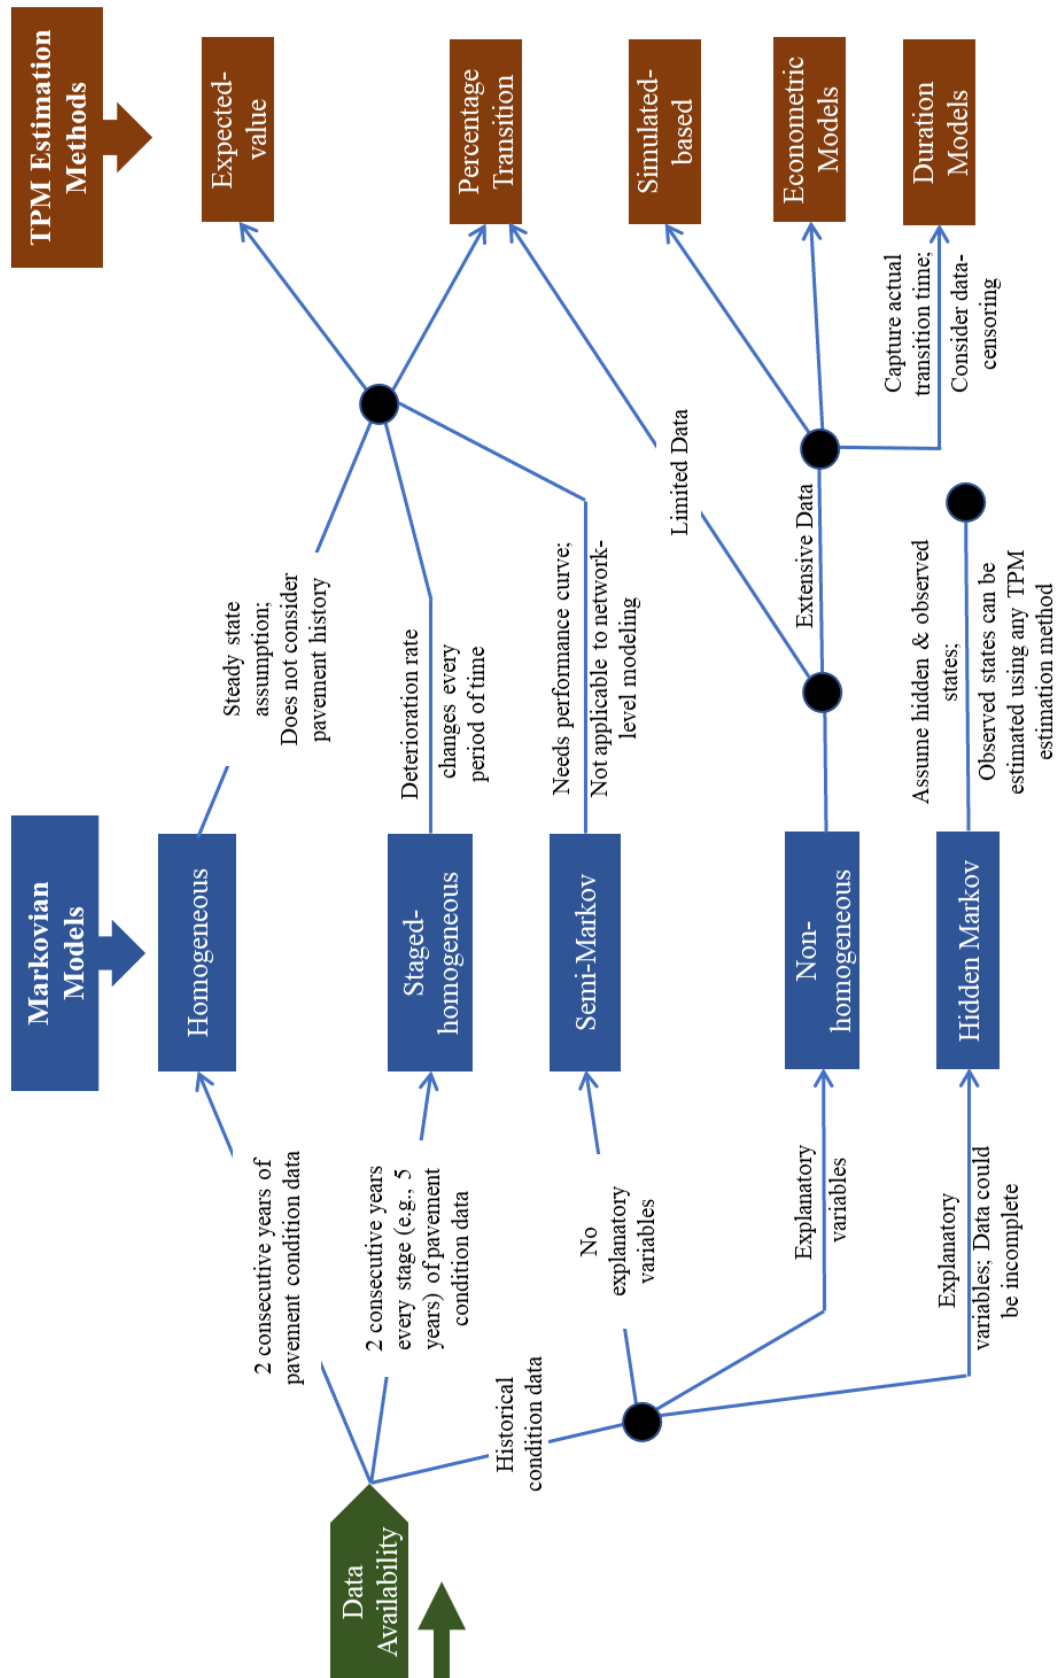 Data
Availability
Markovian
Models
TPM Estimation
Methods
2 consecutive years of
pavement condition data
2 consecutive years
every stage (e.g., 5
years) of pavement
condition data
Historical
condition data
No
explanatory
variables
Explanatory
variables
Explanatory
variables; Data could
be incomplete
Homogeneous
Staged-
homogeneous
Semi-Markov
Non-
homogeneous
Hidden Markov
Steady state
assumption;
Does not consider
pavement history
Deterioration rate
changes every
period of time
Needs performance curve;
Not applicable to network-
level modeling
Limited Data
Extensive Data
Assume hidden & observed
states;
Observed states can be
estimated using any TPM
estimation method
Capture actual
transition time;
Consider data-
censoring
Expected-
value
Percentage
Transition
Simulated-
based
Econometric
Models
Duration
Models